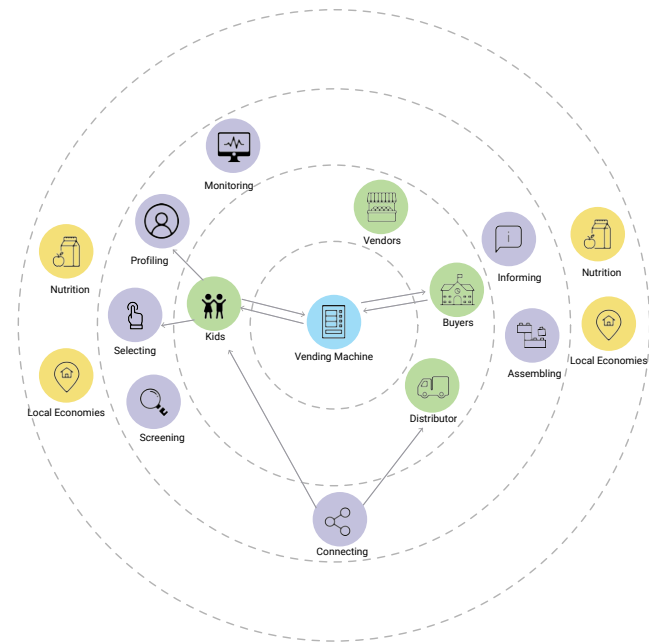 Monitoring
Vendors
Profiling
Informing
Nutrition
Nutrition
Kids
Buyers
Selecting
Vending Machine
Local Economies
Assembling
Local Economies
Distributor
Screening
Connecting